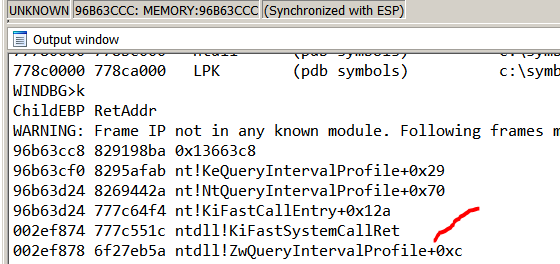 UNKNOWN 96B63CCC: MEMORY:96B63CCC (Synchronized with ESP)
Output window
778c0000 778ca000 LPK (pdb symbols) c:\symb
WINDBG>k
ChildEBP RetAddr
WARNING: Frame IP not in any known module. Following frames m
96b63cc8 829198ba 0x13663c8
96b63cf0 8295afab nt!KeQueryIntervalProfile+0x29
96b63d24 8269442a nt!NtQueryIntervalProfile+0x70
96b63d24 777c64f4 nt!KiFastCallEntry+0x12a
002ef874 777c551c ntdll!KiFastSystemCallRet
002ef878 6f27eb5a ntdll!ZwQueryIntervalProfile+0xc